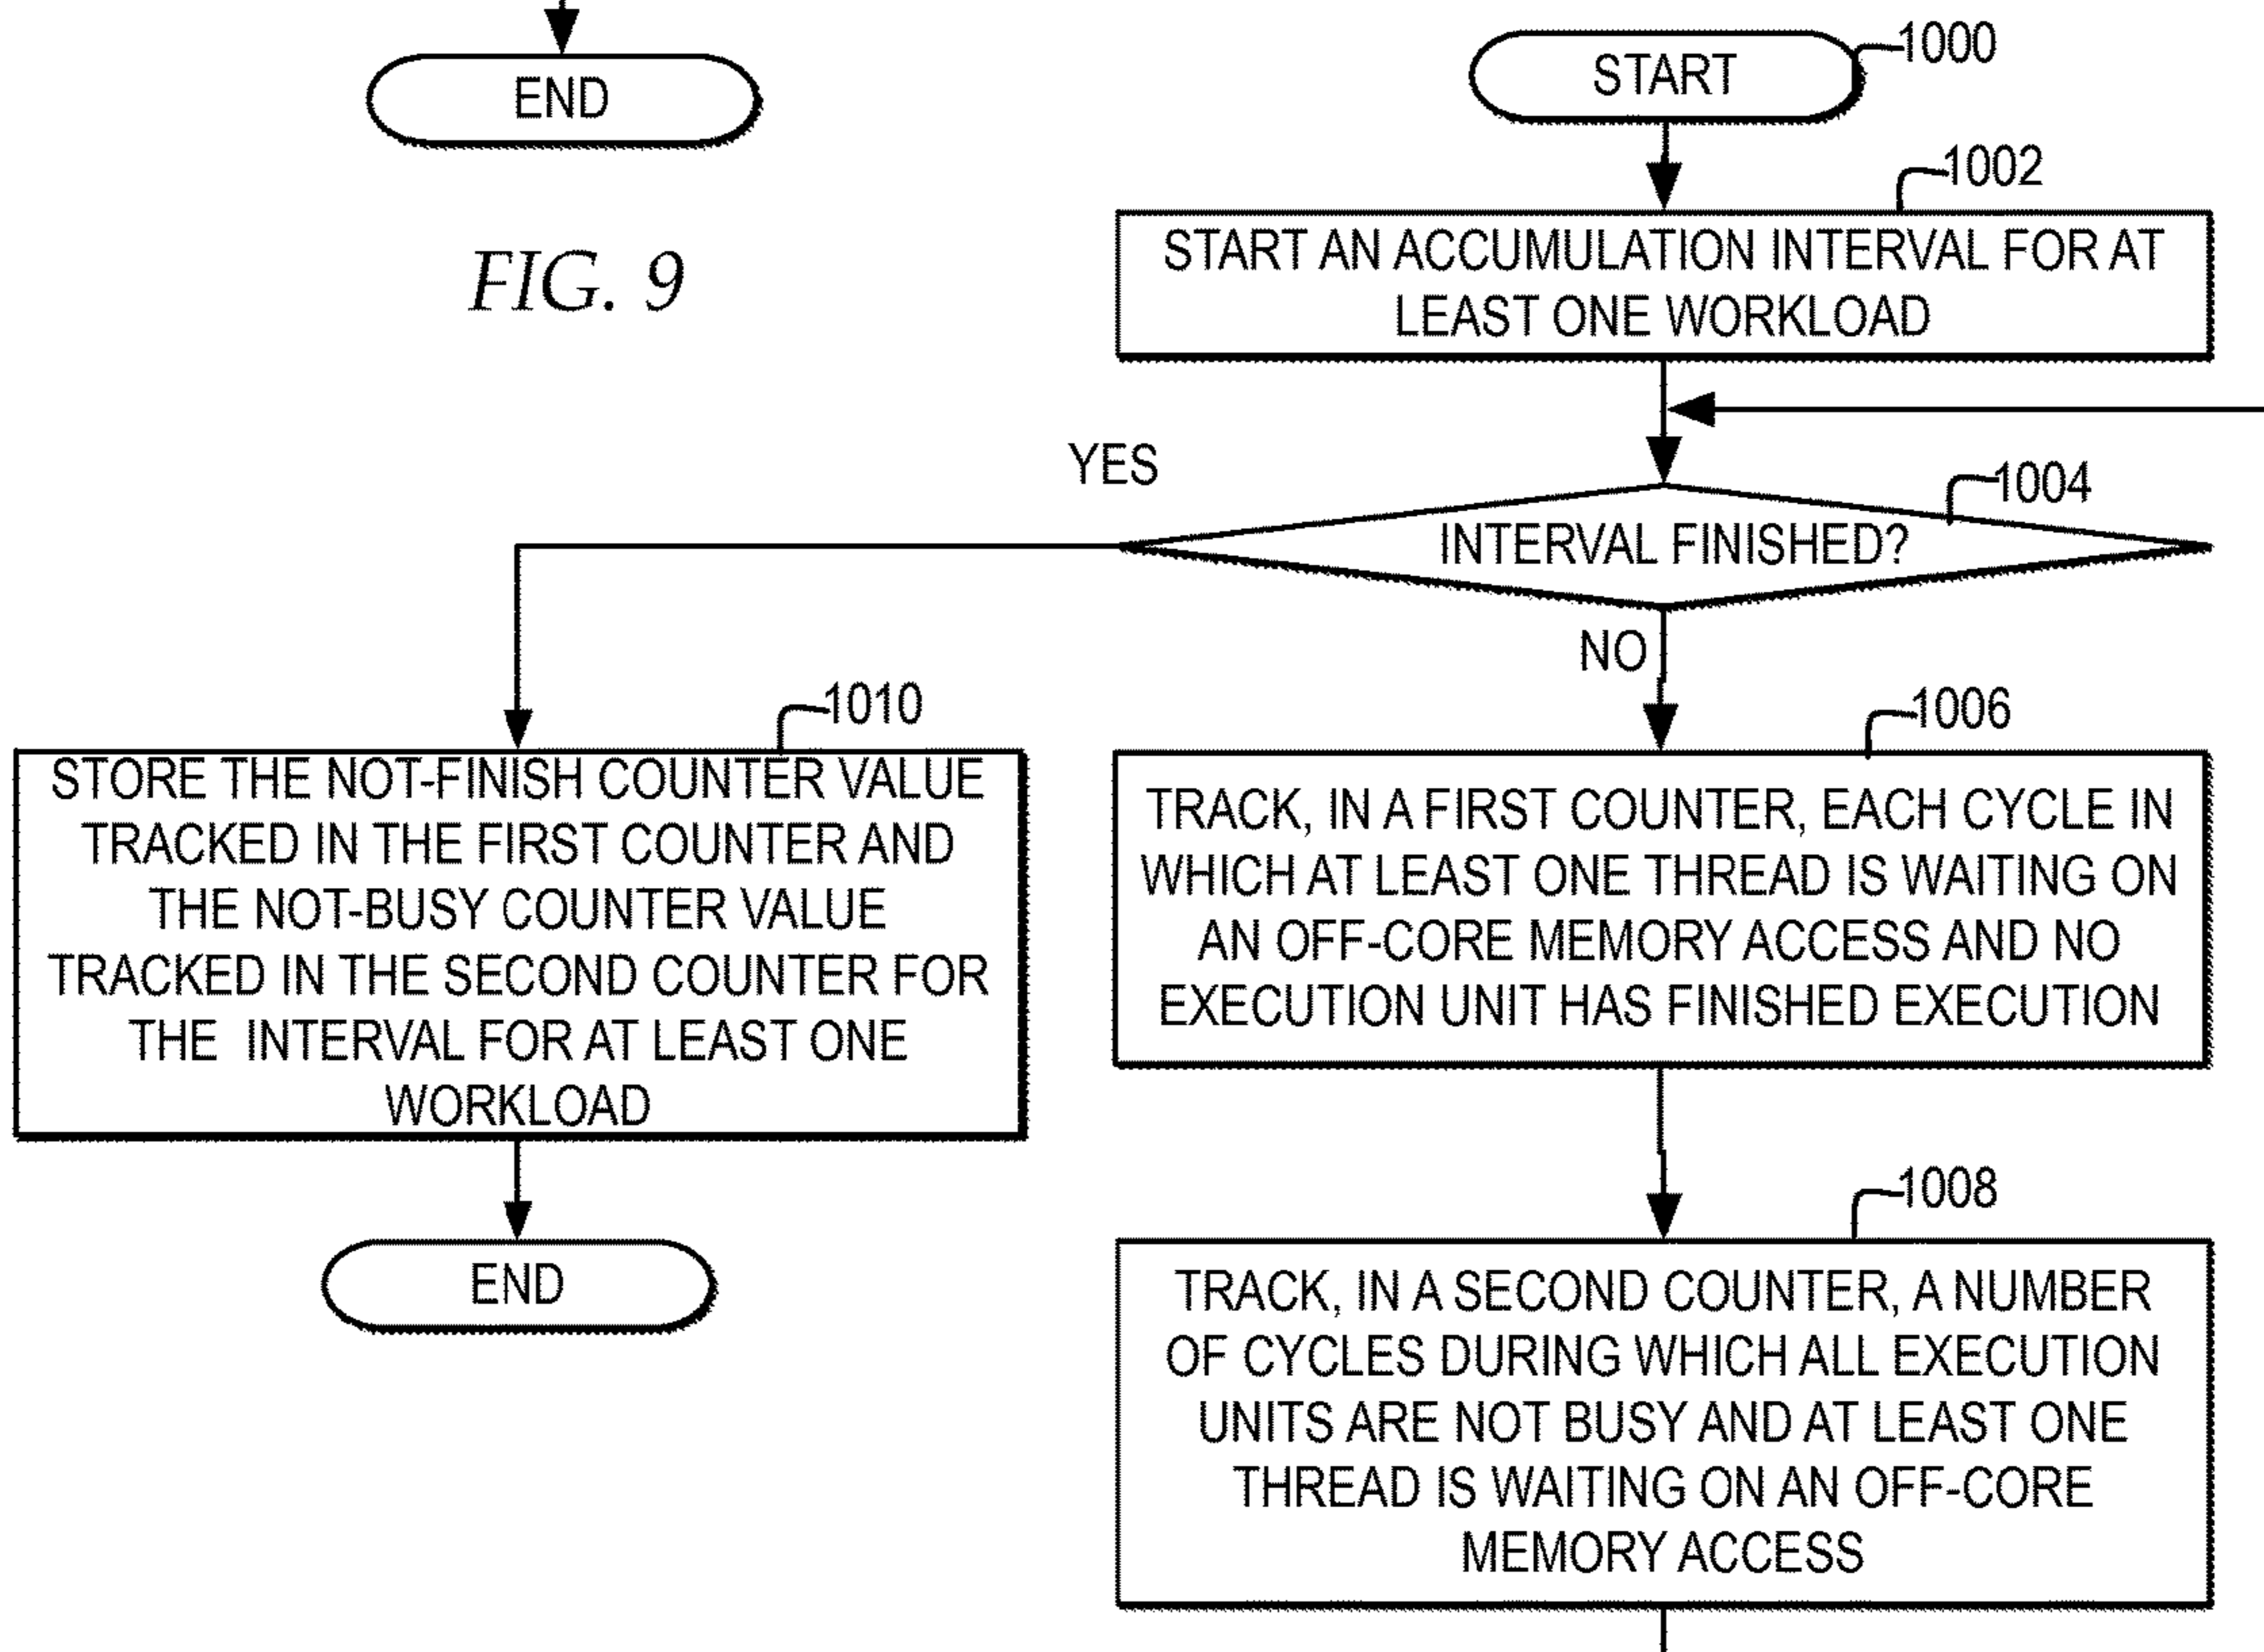 END
FIG. 9
START
1000
1002
START AN ACCUMULATION INTERVAL FOR AT
LEAST ONE WORKLOAD
YES
1004
INTERVAL FINISHED?
NO
1010
STORE THE NOT-FINISH COUNTER VALUE
TRACKED IN THE FIRST COUNTER AND
THE NOT-BUSY COUNTER VALUE
TRACKED IN THE SECOND COUNTER FOR
THE INTERVAL FOR AT LEAST ONE
WORKLOAD
END
1006
TRACK, IN A FIRST COUNTER, EACH CYCLE IN
WHICH AT LEAST ONE THREAD IS WAITING ON
AN OFF-CORE MEMORY ACCESS AND NO
EXECUTION UNIT HAS FINISHED EXECUTION
1008
TRACK, IN A SECOND COUNTER, A NUMBER
OF CYCLES DURING WHICH ALL EXECUTION
UNITS ARE NOT BUSY AND AT LEAST ONE
THREAD IS WAITING ON AN OFF-CORE
MEMORY ACCESS